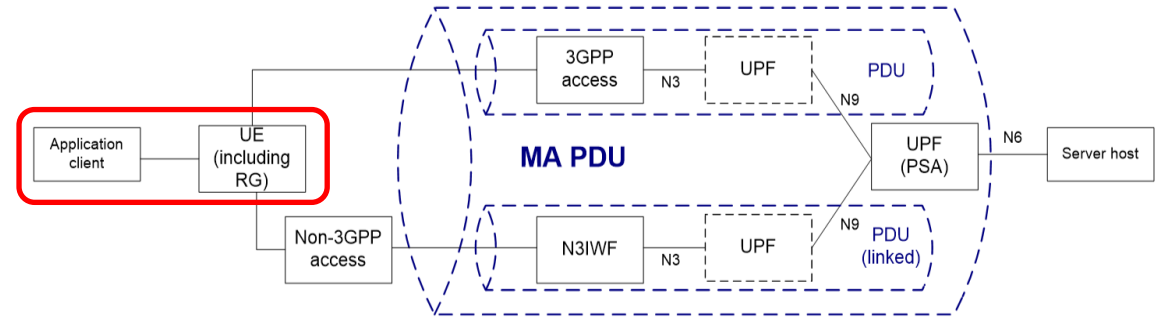 3GPP
access
N3
UPF
PDU
N9
Application
client
UE
(including
RG)
MA PDU
UPF
(PSA)
N6
Server host
Non-3GPP
access
N3IWF
N3
UPF
N9
PDU
(linked)